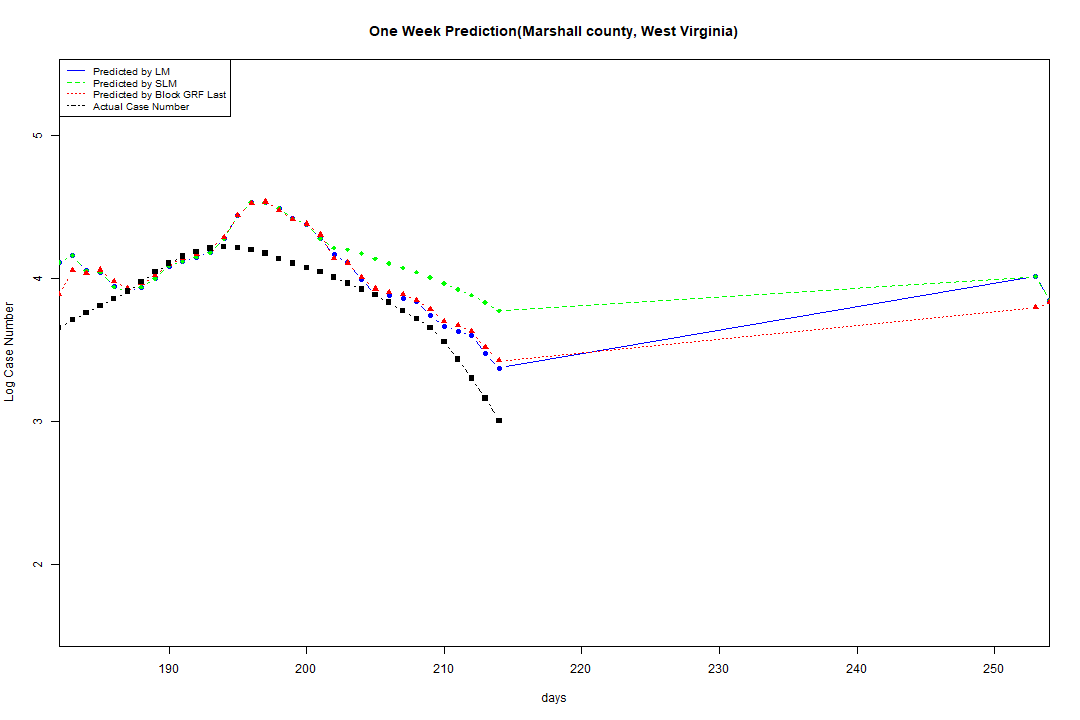 One Week Prediction(Marshall county, West Virginia)
Predicted by LM
Predicted by SLM
Predicted by Block GRF Last
Actual Case Number
Log Case Number
5
4
3
2
190 200 210 220 230 240 250
days